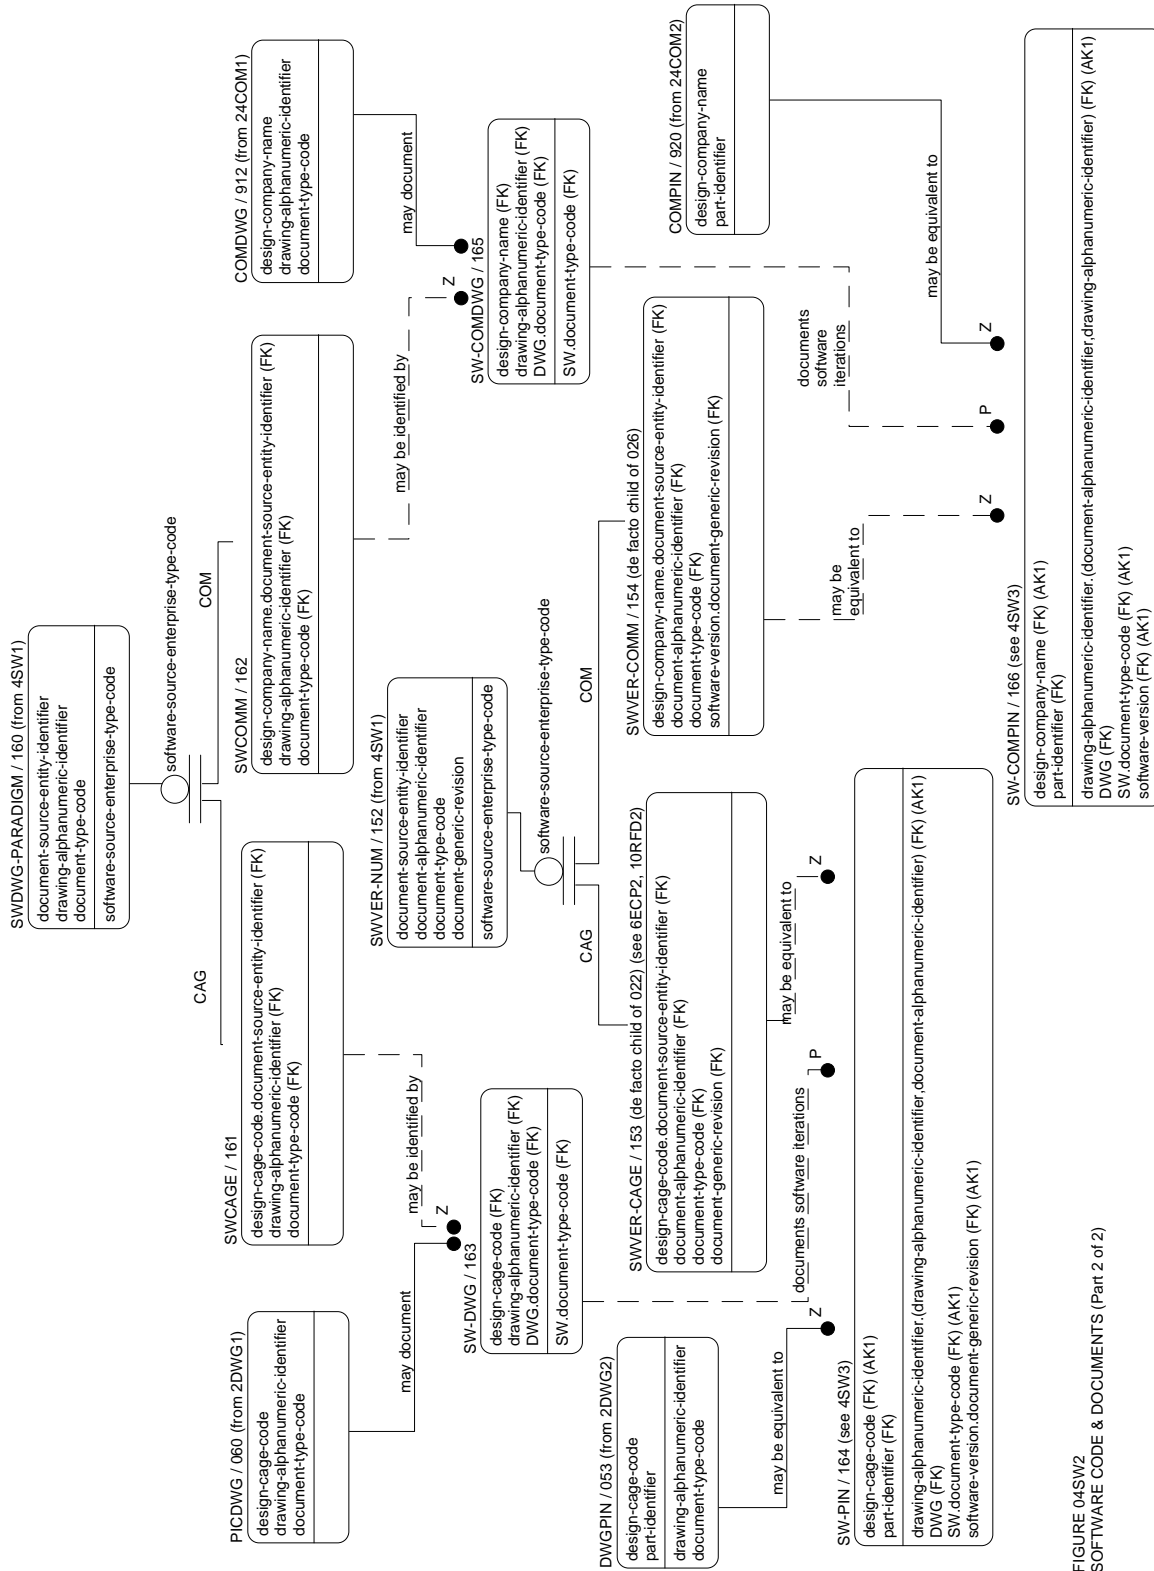 SWDWG-PARADIGM / 160 (from 4SW1)
document-source-entity-identifier
drawing-alphanumeric-identifier
document-type-code
software-source-enterprise-type-code
software-source-enterprise-type-code
CAG
COM
PICDWG / 060 (from 2DWG1)
design-cage-code
drawing-alphanumeric-identifier
document-type-code
SWCAGE / 161
design-cage-code.document-source-entity-identifier (FK)
drawing-alphanumeric-identifier (FK)
document-type-code (FK)
SWCOMM / 162
design-company-name.document-source-entity-identifier (FK)
drawing-alphanumeric-identifier (FK)
document-type-code (FK)
COMDWG / 912 (from 24COM1)
design-company-name
drawing-alphanumeric-identifier
document-type-code
may document
may be identified by
Z
may be identified by
Z
may document
SWVER-NUM / 152 (from 4SW1)
document-source-entity-identifier
document-alphanumeric-identifier
document-type-code
document-generic-revision
software-source-enterprise-type-code
software-source-enterprise-type-code
CAG
COM
SW-DWG / 163
design-cage-code (FK)
drawing-alphanumeric-identifier (FK)
DWG.document-type-code (FK)
SW.document-type-code (FK)
SW-COMDWG / 165
design-company-name (FK)
drawing-alphanumeric-identifier (FK)
DWG.document-type-code (FK)
SW.document-type-code (FK)
DWGPIN / 053 (from 2DWG2)
design-cage-code
part-identifier
drawing-alphanumeric-identifier
document-type-code
SWVER-CAGE / 153 (de facto child of 022) (see 6ECP2, 10RFD2)
design-cage-code.document-source-entity-identifier (FK)
document-alphanumeric-identifier (FK)
document-type-code (FK)
document-generic-revision (FK)
SWVER-COMM / 154 (de facto child of 026)
design-company-name.document-source-entity-identifier (FK)
document-alphanumeric-identifier (FK)
document-type-code (FK)
software-version.document-generic-revision (FK)
COMPIN / 920 (from 24COM2)
design-company-name
part-identifier
may be equivalent to
Z
documents software iterations
P
may be equivalent to
Z
may be
equivalent to
Z
documents
software
iterations
P
may be equivalent to
Z
SW-PIN / 164 (see 4SW3)
design-cage-code (FK) (AK1)
part-identifier (FK)
drawing-alphanumeric-identifier.(drawing-alphanumeric-identifier,document-alphanumeric-identifier) (FK) (AK1)
DWG (FK)
SW.document-type-code (FK) (AK1)
software-version.document-generic-revision (FK) (AK1)
SW-COMPIN / 166 (see 4SW3)
design-company-name (FK) (AK1)
part-identifier (FK)
drawing-alphanumeric-identifier.(document-alphanumeric-identifier,drawing-alphanumeric-identifier) (FK) (AK1)
DWG (FK)
SW.document-type-code (FK) (AK1)
software-version (FK) (AK1)
FIGURE 04SW2
SOFTWARE CODE & DOCUMENTS (Part 2 of 2)